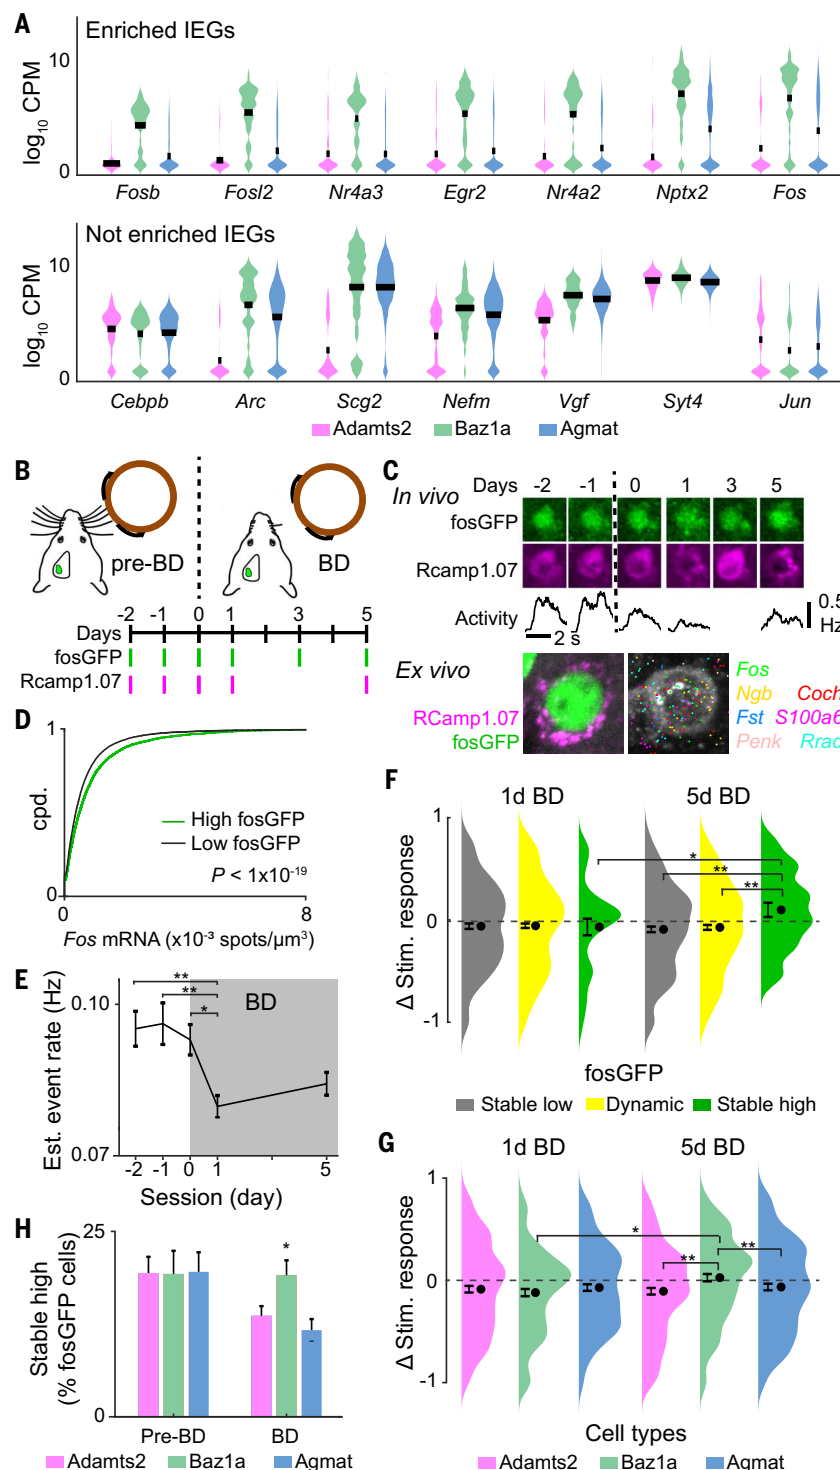 A
Enriched IEGs
10
log10 CPM
0
Fosb Fosl2 Nr4a3 Egr2 Nr4a2 Nptx2 Fos
Not enriched IEGs
10
log10 CPM
0
Cebpb Arc Scg2 Nefm Vgf Syt4 Jun
Adamts2 Baz1a Agmat
B
pre-BD BD
-2 -1 0 1 5
Days
fosGFP
Rcamp1.07
C
Days -2 -1 0 1 3 5
In vivo
fosGFP
Rcamp1.07
Activity
2 s
0.5
Hz
Ex vivo
RCamp1.07
fosGFP
Fos
Ngb Coch
Fst S100a6
Penk Rrad
D
1
cpd.
High fosGFP
Low fosGFP
P < 1x10-19
0
0 8
Fos mRNA (x10-3 spots/µm3)
E
** 
**
*
BD
0.10
Est. event rate (Hz)
0.07
-2 -1 0 1 5
Session (day)
F
1d BD 5d BD
1
*
**
**
Δ Stim. response
0
-1
fosGFP
Stable low Dynamic Stable high
G
1d BD 5d BD
1
*
**
**
Δ Stim. response
0
-1
Cell types
Adamts2 Baz1a Agmat
H
25
*
Stable high
(% fosGFP cells)
0
Pre-BD BD
Adamts2 Baz1a Agmat